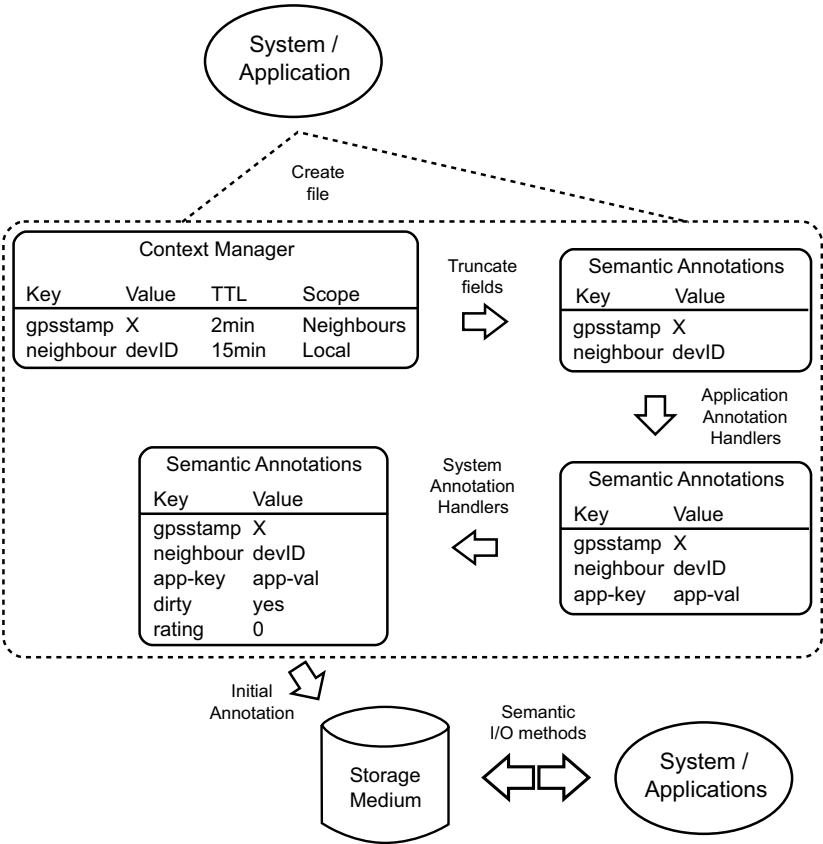 System /
Application
Create
file
Context Manager
Key Value TTL Scope
gpsstamp X 2min Neighbours
neighbour devID 15min Local
Truncate
fields
Semantic Annotations
Key Value
gpsstamp X
neighbour devID
Application
Annotation
Handlers
Semantic Annotations
Key Value
gpsstamp X
neighbour devID
app-key app-val
System
Annotation
Handlers
Semantic Annotations
Key Value
gpsstamp X
neighbour devID
app-key app-val
dirty yes
rating 0
Initial
Annotation
Storage
Medium
Semantic
I/O methods
System /
Applications